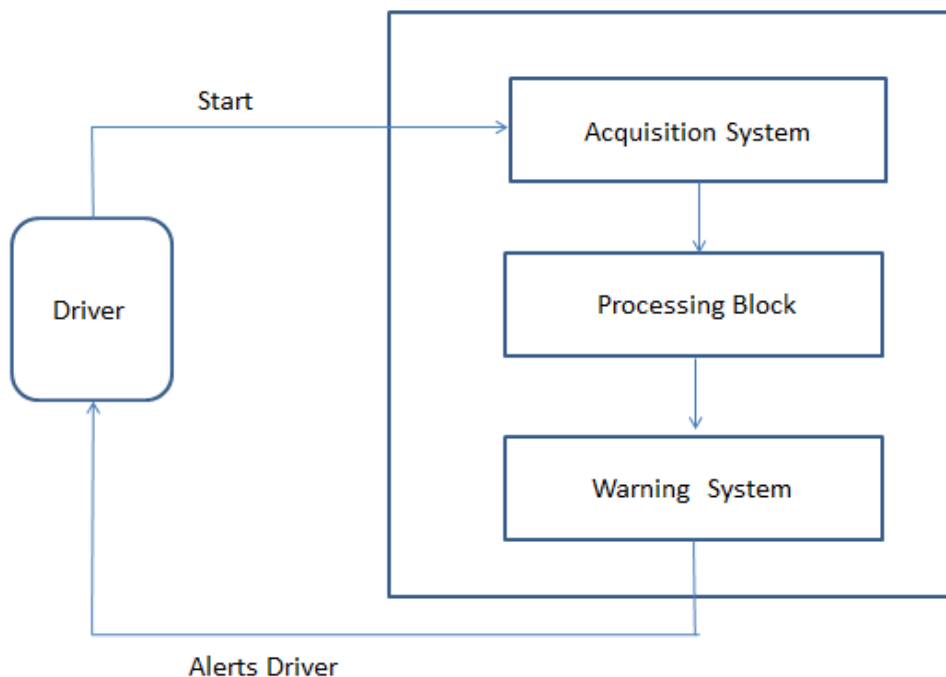 Start
Acquisition System
Driver
Processing Block
Warning System
Alerts Driver